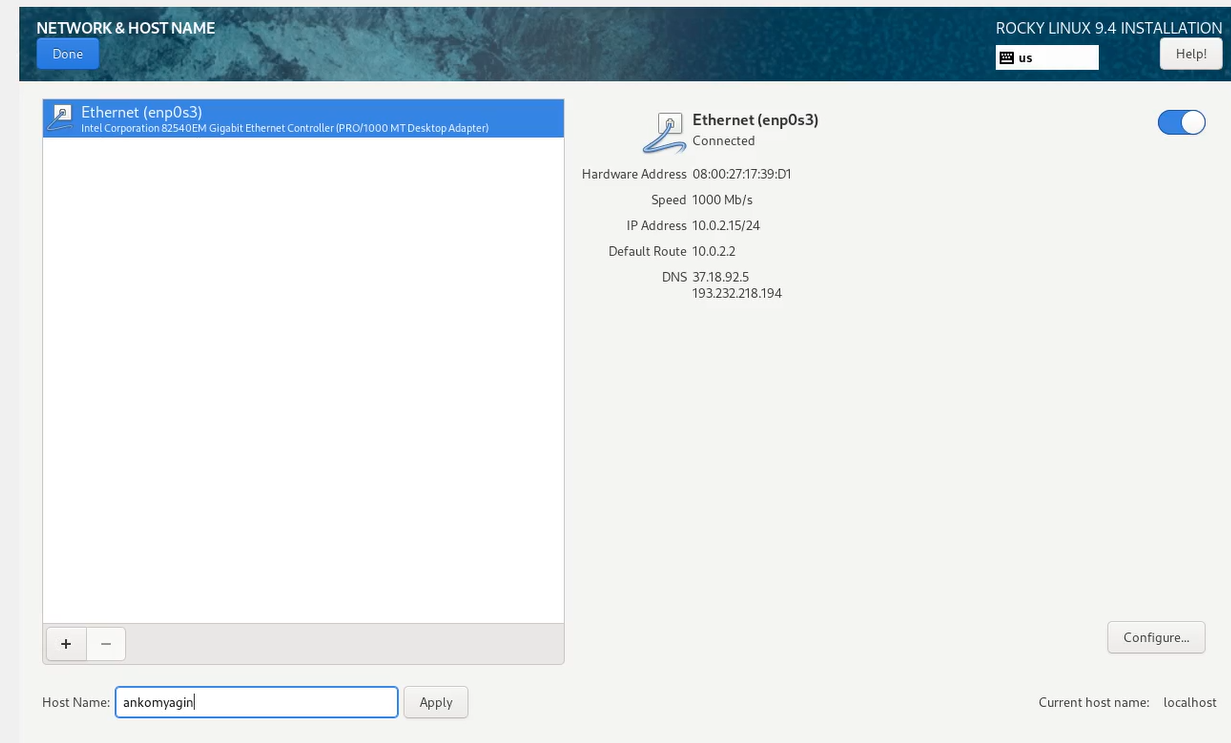 NETWORK & HOST NAME
ROCKY LINUX 9.4 INSTALLATION
Done
us
Help!
Ethernet (enp0s3)
Intel Corporation 82540EM Gigabit Ethernet Controller (PRO/1000 MT Desktop Adapter)
Ethernet (enp0s3)
Connected
Hardware Address 08:00:27:17:39:D1
Speed 1000 Mb/s
IP Address 10.0.2.15/24
Default Route 10.0.2.2
DNS 37.18.92.5
193.232.218.194
+ −
Configure...
Host Name: ankomyagin Apply
Current host name: localhost